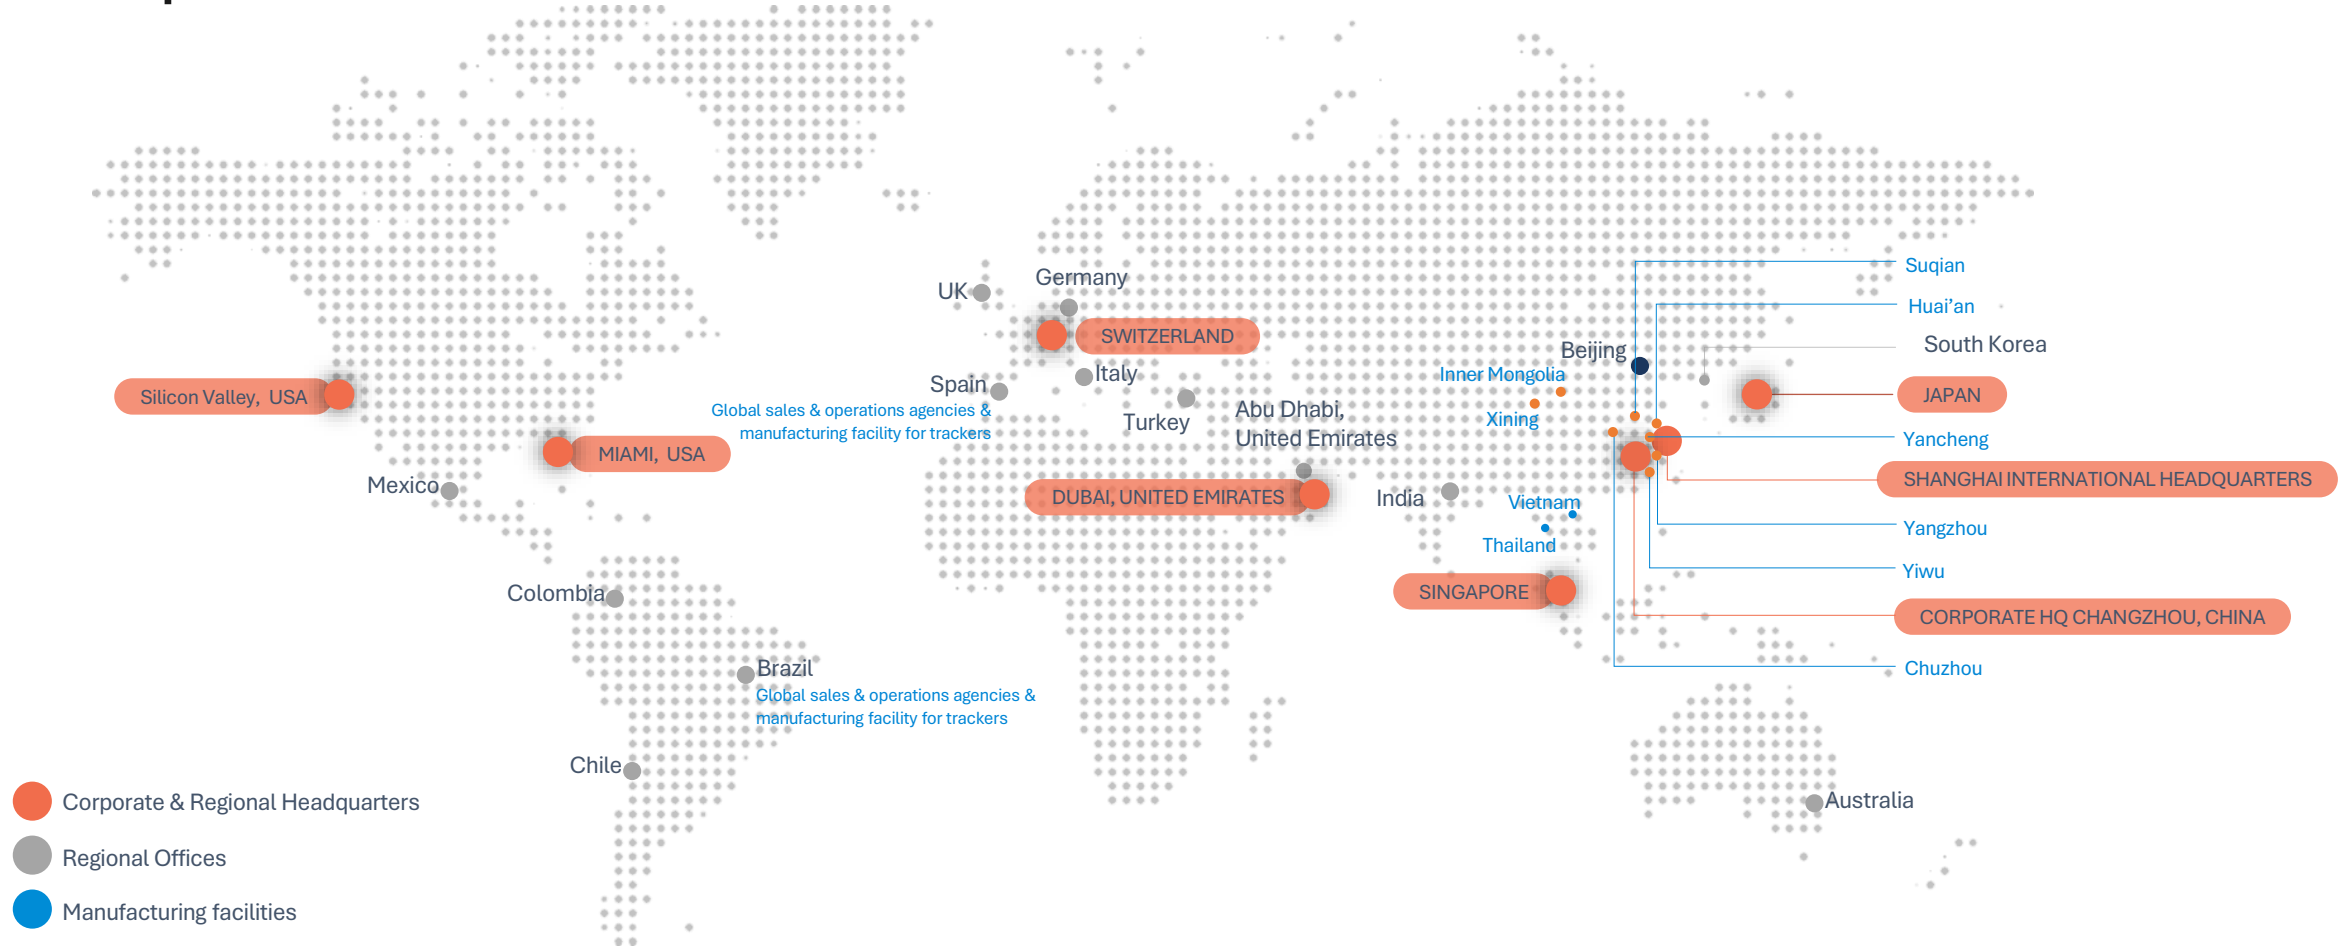 Suqian
Germany
UK
Huai'an
SWITZERLAND
South Korea
Beijing
Italy
Inner Mongolia
Spain
Silicon Valley, USA
JAPAN
Global sales & operations agencies &
manufacturing facility for trackers
Turkey
Abu Dhabi,
United Emirates
Xining
Yancheng
MIAMI, USA
SHANGHAI INTERNATIONAL HEADQUARTERS
Mexico
DUBAI, UNITED EMIRATES
India
Vietnam
Yangzhou
Thailand
Yiwu
Colombia
SINGAPORE
CORPORATE HQ CHANGZHOU, CHINA
Brazil
Chuzhou
Global sales & operations agencies &
manufacturing facility for trackers
Chile
Australia
Corporate & Regional Headquarters
Regional Offices
Manufacturing facilities